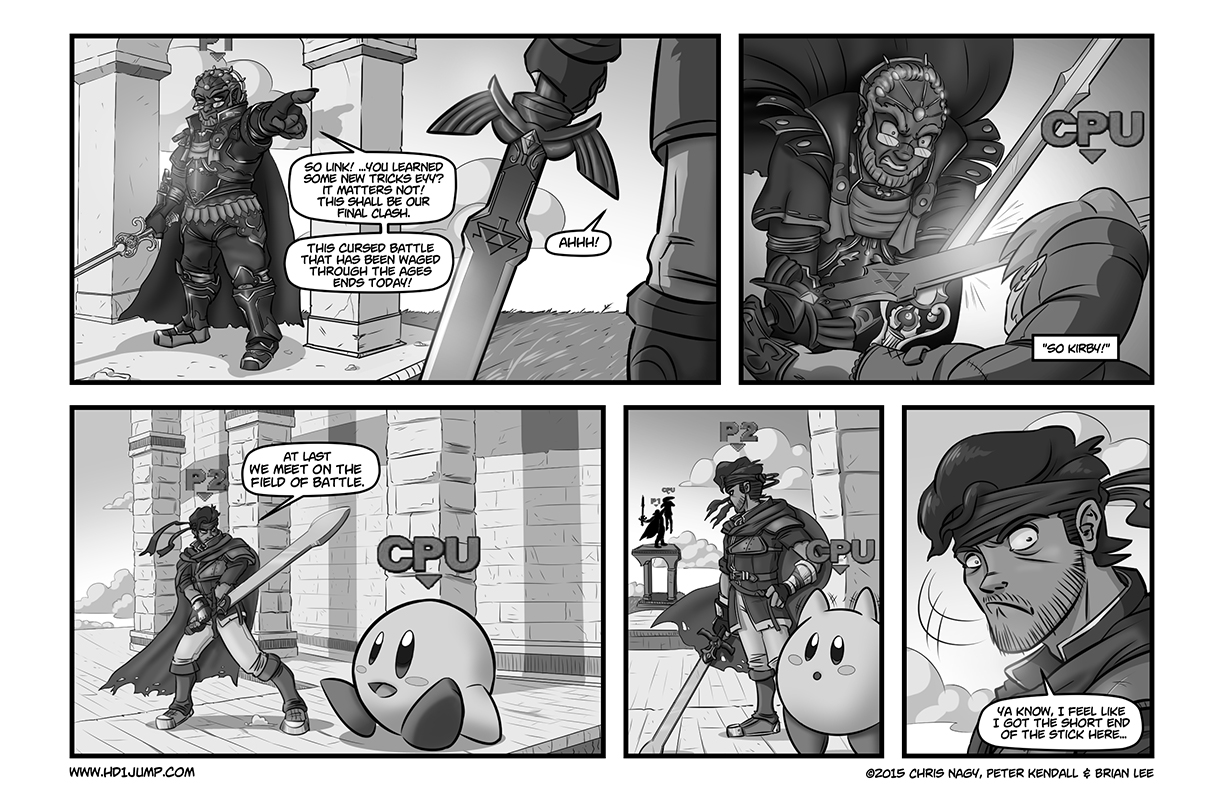 P1
SO LINK! ...YOU LEARNED
SOME NEW TRICKS EYY?
IT MATTERS NOT!
THIS SHALL BE OUR
FINAL CLASH.
THIS CURSED BATTLE
THAT HAS BEEN WAGED
THROUGH THE AGES
ENDS TODAY!
AHHH!
CPU
"SO KIRBY!"
P2
AT LAST
WE MEET ON THE
FIELD OF BATTLE.
CPU
P2
P1
CPU
CPU
YA KNOW, I FEEL LIKE
I GOT THE SHORT END
OF THE STICK HERE...
WWW.HD1JUMP.COM
©2015 CHRIS NAGY, PETER KENDALL & BRIAN LEE